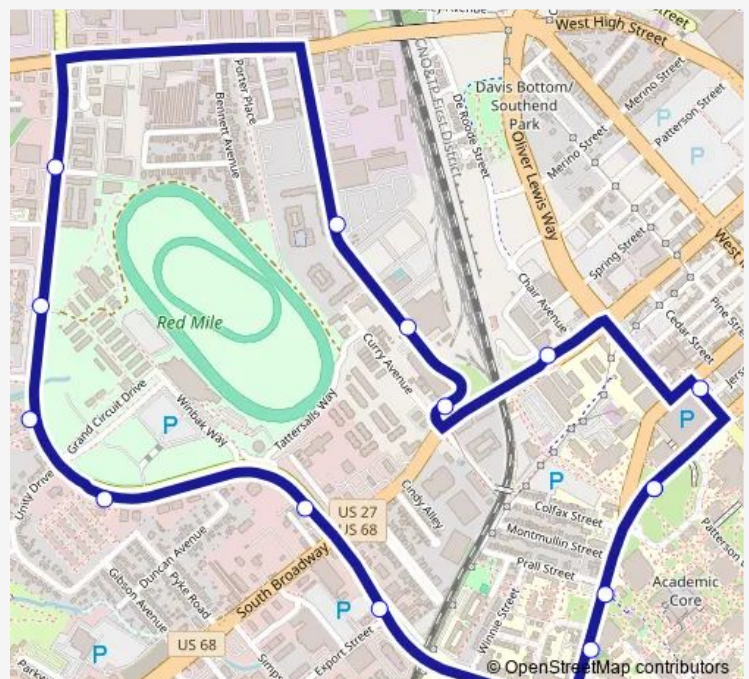 West High Street
CNO&TP First District
De Roode Street
Davis Bottom/
Southend
Park
Merino Street
Patterson Street
P
P
Merino Street
Oliver Lewis Way
Porter Place
Bennett Avenue
Spring Street
Chair Avenue
Pine Street
Cedar Street
Red Mile
Curry Avenue
Grand Circuit Drive
Winbak Way
Tattersalls Way
P
P
Unity Drive
P
Cindy Alley
US 27
US 68
Colfax Street
Montmullin Street
Prall Street
Duncan Avenue
Gibson Avenue
Pyke Road
South Broadway
Winnie Street
Academic
Core
P
P
US 68
Export Street
© OpenStreetMap contributors